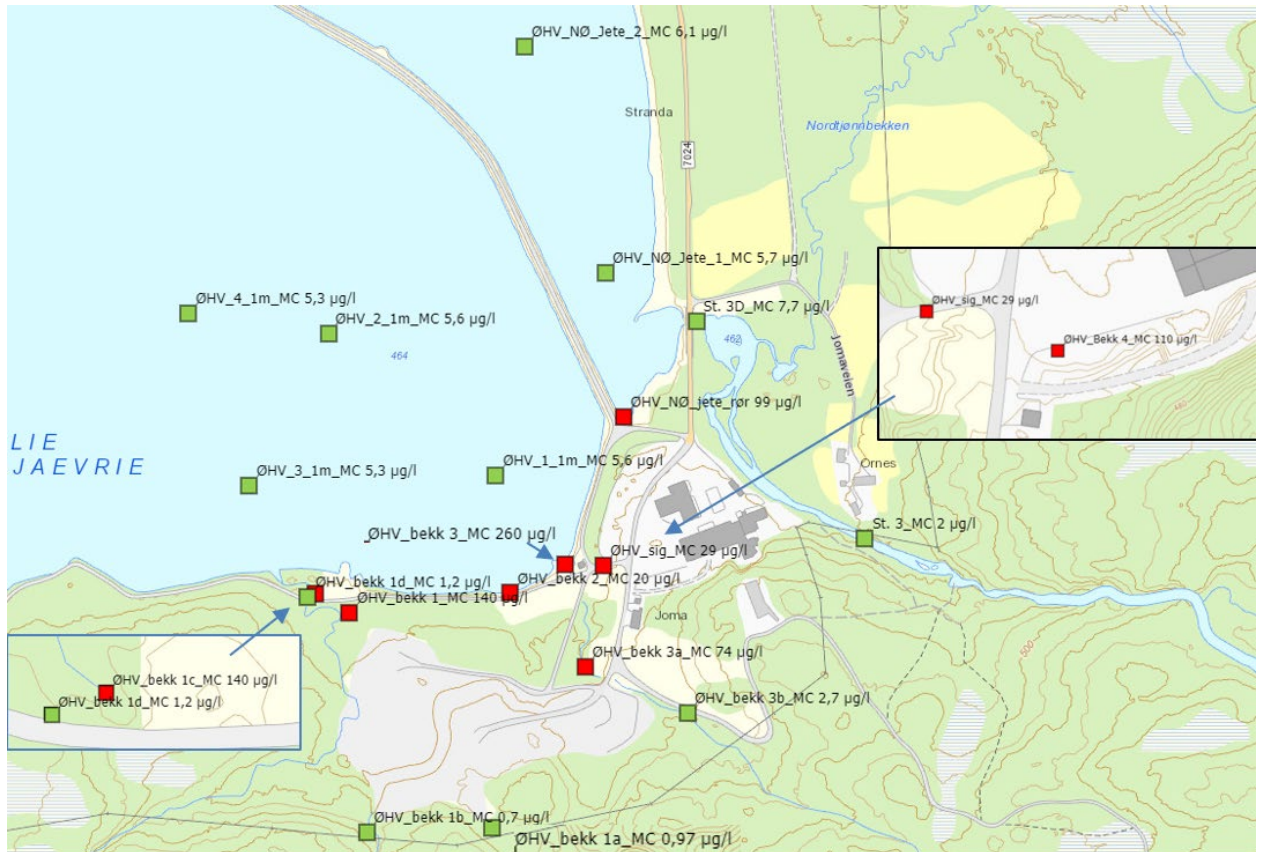 ØHV_NØ_Jete_2_MC 6,1 µg/l
Stranda
Nordtjønnbekken
7024
ØHV_NØ_Jete_1_MC 5,7 µg/l
ØHV_4_1m_MC 5,3 µg/l
ØHV_2_1m_MC 5,6 µg/l
St. 3D_MC 7,7 µg/l
462
464
Jomaveien
ØHV_sig_MC 29 µg/l
ØHV_Bekk 4_MC 110 µg/l
480
ØHV_NØ_jete_rør 99 µg/l
LIE
JAEVRIE
ØHV_3_1m_MC 5,3 µg/l
ØHV_1_1m_MC 5,6 µg/l
Ornes
St. 3_MC 2 µg/l
ØHV_bekk 3_MC 260 µg/l
ØHV_sig_MC 29 µg/l
ØHV_bekk 1d_MC 1,2 µg/l
ØHV_bekk 2_MC 20 µg/l
ØHV_bekk 1_MC 140 µg/l
Joma
500
ØHV_bekk 3a_MC 74 µg/l
ØHV_bekk 1c_MC 140 µg/l
ØHV_bekk 1d_MC 1,2 µg/l
ØHV_bekk 3b_MC 2,7 µg/l
ØHV_bekk 1b_MC 0,7 µg/l
ØHV_bekk 1a_MC 0,97 µg/l